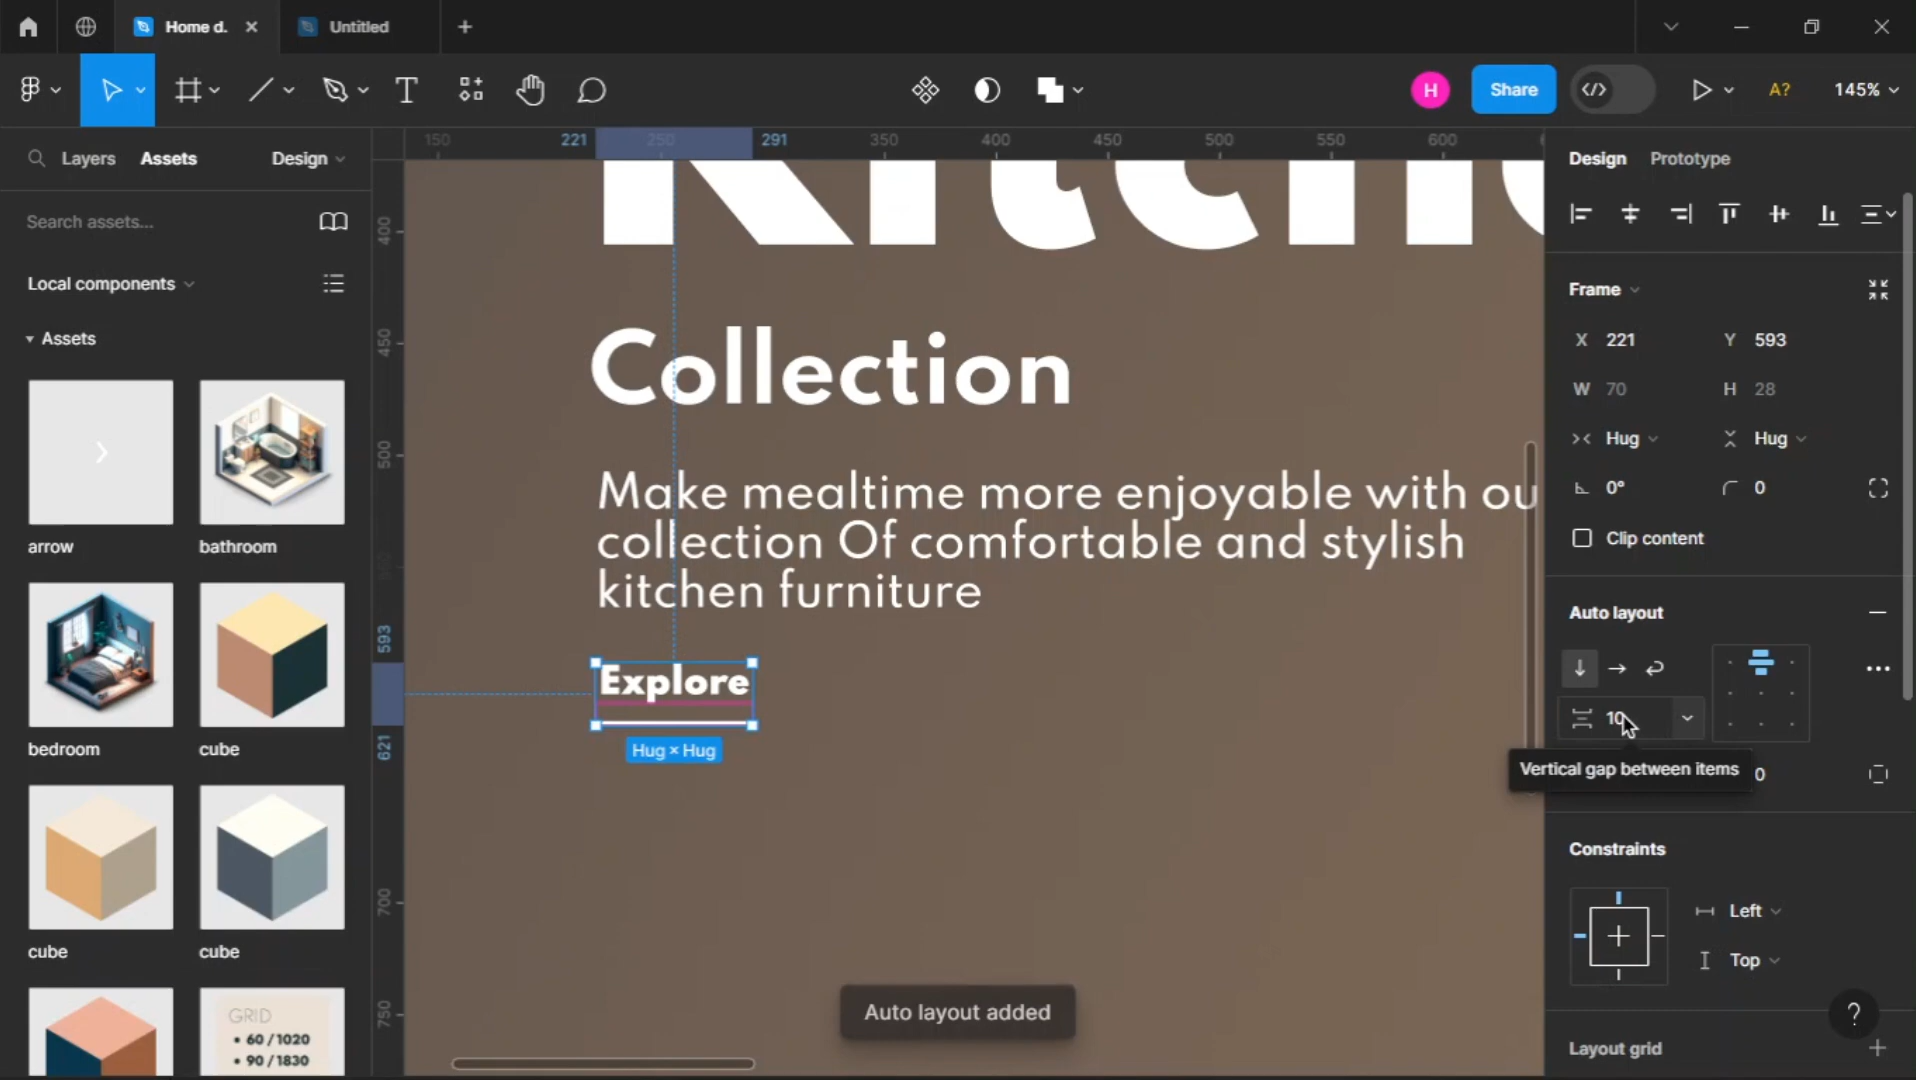 Home d.
Untitled
H
Share
A?
145%
Layers
Assets
Design
Search assets...
Local components
Assets
arrow
bathroom
bedroom
cube
cube
cube
GRID
• 60 / 1020
• 90 / 1830
150
221
250
291
350
400
450
500
550
600
400
450
500
593
621
700
750
Kitche
Collection
Make mealtime more enjoyable with ou
collection Of comfortable and stylish
kitchen furniture
Explore
Hug × Hug
Auto layout added
Design
Prototype
Frame
X 221
Y 593
W 70
H 28
Hug
Hug
0°
0
Clip content
Auto layout
10
Vertical gap between items
0
Constraints
Left
Top
?
Layout grid